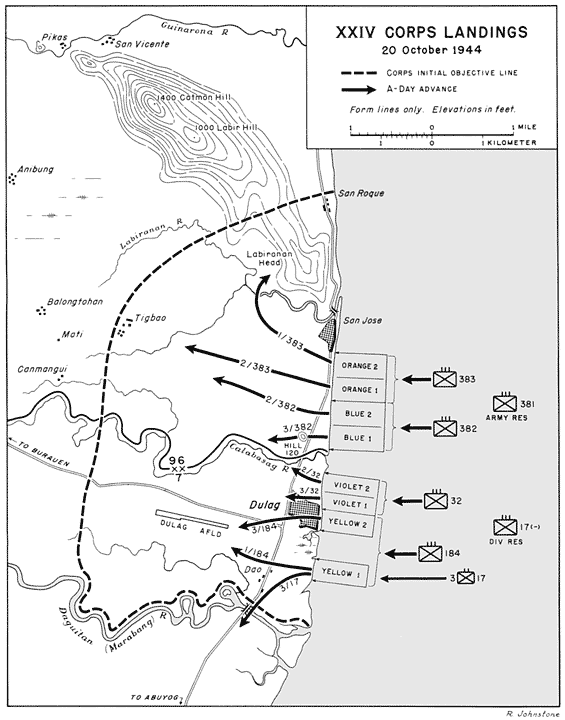 XXIV CORPS LANDINGS
20 October 1944
CORPS INITIAL OBJECTIVE LINE
A-DAY ADVANCE
Form lines only. Elevations in feet.
1 0 1 MILE
1 0 1 KILOMETER
Guinarona R
Pikas
San Vicente
1400 Catmon Hill
1000 Labir Hill
Anibung
San Roque
Labiranan R
Labiranan
Head
Balongtohan
Tigbao
San Jose
Moti
Canmangui
1/383
2/383
2/382
3/382
ORANGE 2
ORANGE 1
BLUE 2
BLUE 1
383
381
ARMY RES
382
HILL
120
TO BURAUEN
96
XX
7
Calabasag R
2/32
3/32
VIOLET 2
VIOLET 1
YELLOW 2
32
Dulag
DULAG AFLD
3/184
17(-)
DIV RES
184
1/184
Dao
YELLOW 1
3 17
3/17
Daguitan
(Marabang) R
TO ABUYOG
R. Johnstone